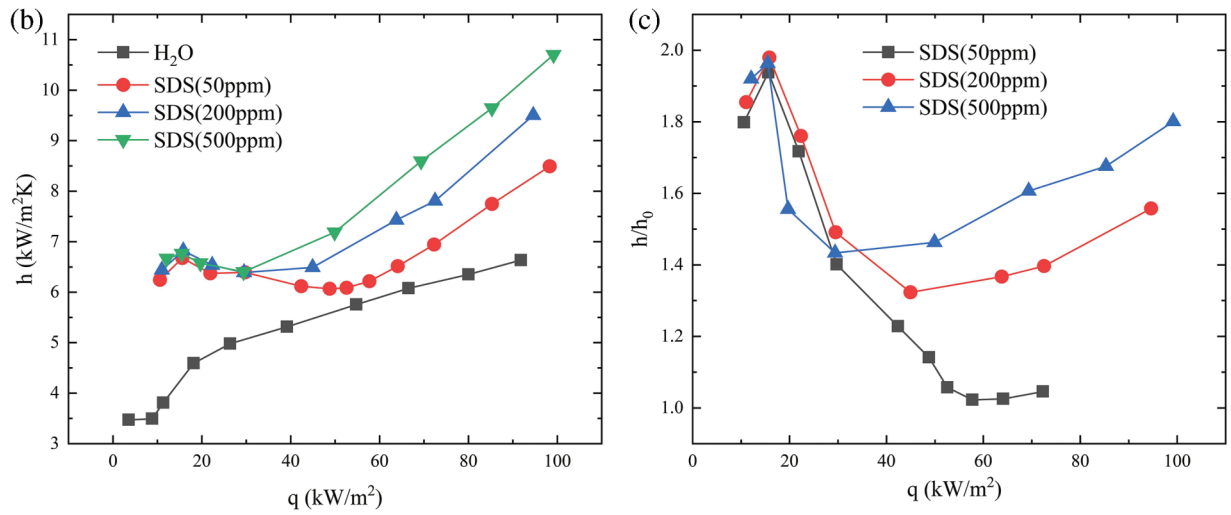 (b)
11
10
9
8
7
6
5
4
3
h (kW/m²K)
H₂O
SDS(50ppm)
SDS(200ppm)
SDS(500ppm)
0 20 40 60 80 100
q (kW/m²)
(c)
2.0
1.8
1.6
1.4
1.2
1.0
h/h₀
SDS(50ppm)
SDS(200ppm)
SDS(500ppm)
0 20 40 60 80 100
q (kW/m²)